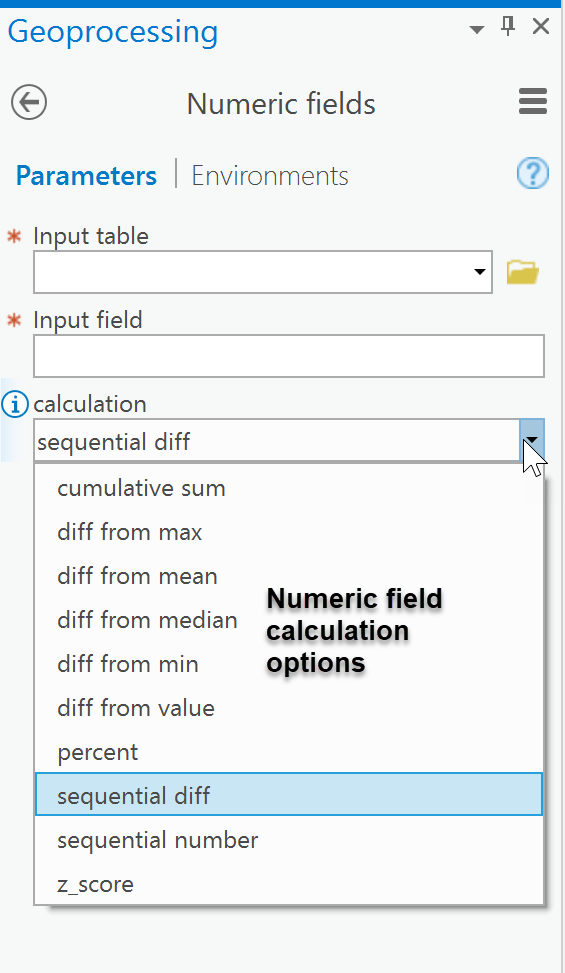 Geoprocessing
Numeric fields
Parameters | Environments
?
* Input table
* Input field
i calculation
sequential diff
cumulative sum
diff from max
diff from mean
diff from median
Numeric field
calculation
options
diff from min
diff from value
percent
sequential diff
sequential number
z_score